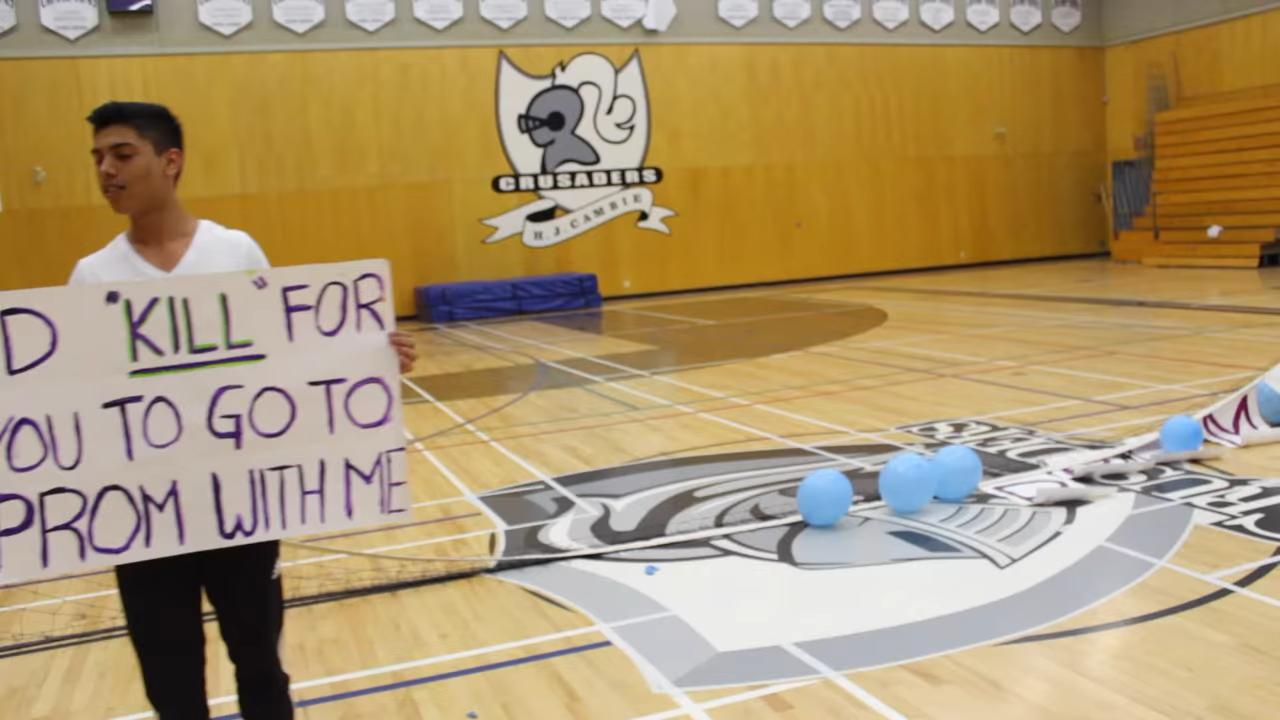 CRUSADERS
H.J. CAMBIE
D "KILL" FOR
YOU TO GO TO
PROM WITH ME